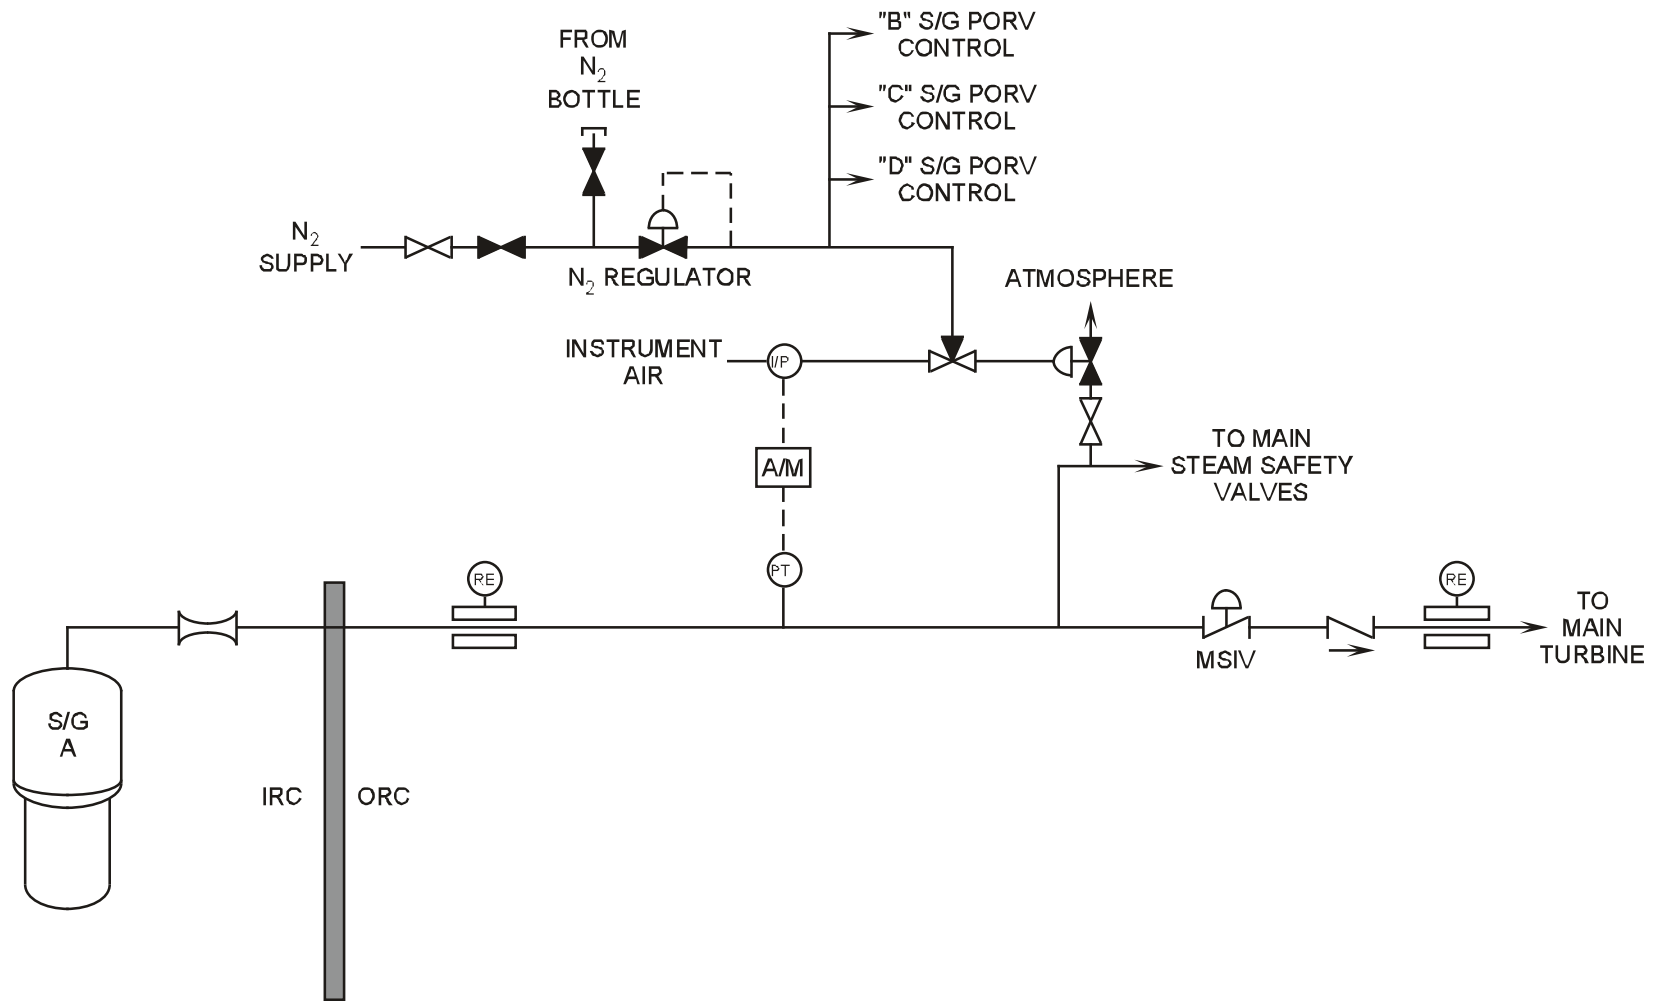 "B" S/G PORV
CONTROL
FROM
N2
BOTTLE
"C" S/G PORV
CONTROL
"D" S/G PORV
CONTROL
N2
SUPPLY
N2 REGULATOR
ATMOSPHERE
INSTRUMENT
AIR
I/P
TO MAIN
STEAM SAFETY
VALVES
A/M
PT
RE
RE
TO
MAIN
TURBINE
MSIV
S/G
A
IRC
ORC